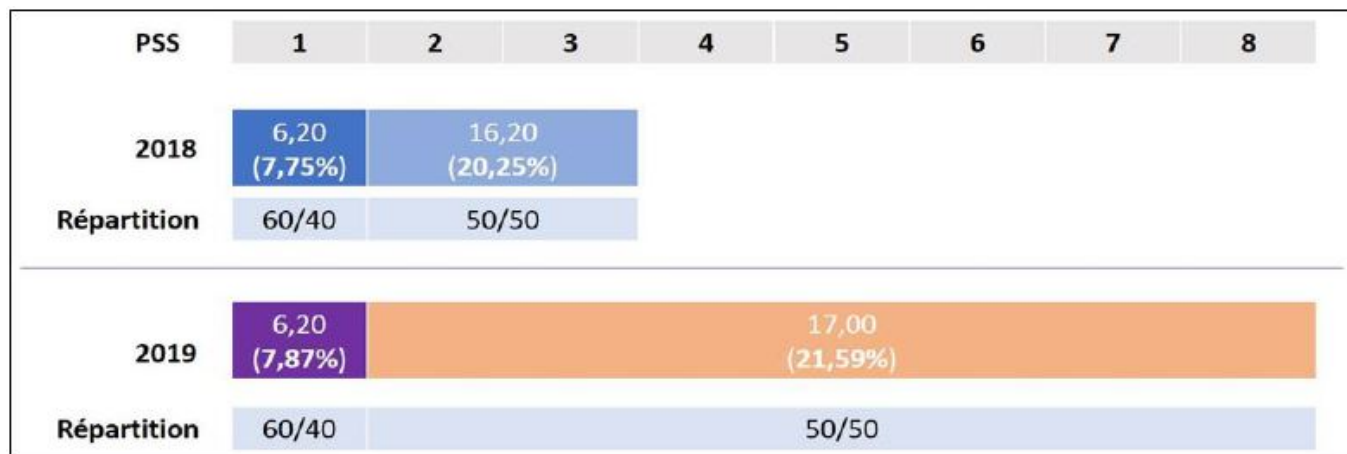 PSS 1 2 3 4 5 6 7 8
2018 6,20 16,20
(7,75%) (20,25%)
Répartition 60/40 50/50
2019 6,20 17,00
(7,87%) (21,59%)
Répartition 60/40 50/50